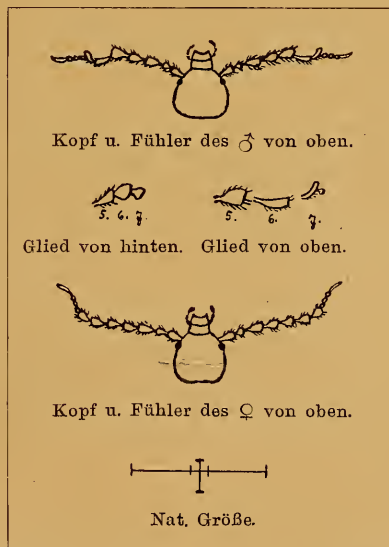 Kopf u. Fühler des ♂ von oben.
5. 6. 7. 5. 6. 7.
Glied von hinten. Glied von oben.
Kopf u. Fühler des ♀ von oben.
Nat. Größe.